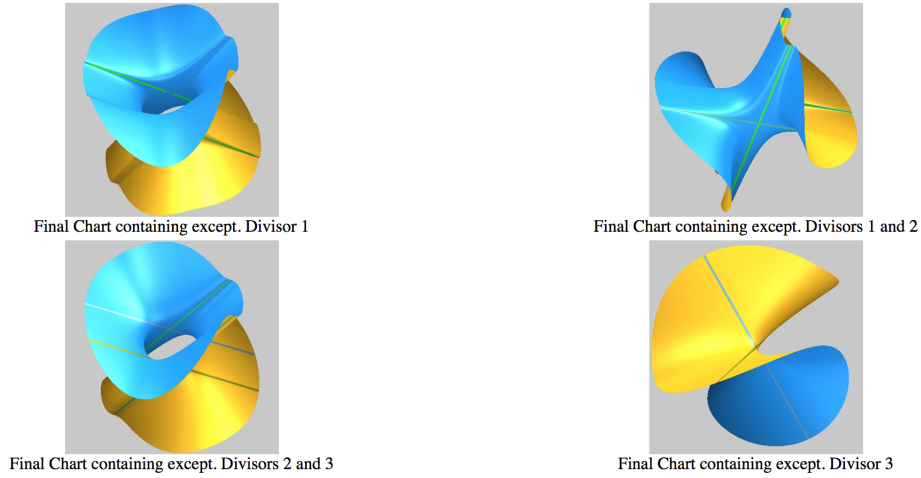 Final Chart containing except. Divisor 1
Final Chart containing except. Divisors 1 and 2
Final Chart containing except. Divisors 2 and 3
Final Chart containing except. Divisor 3